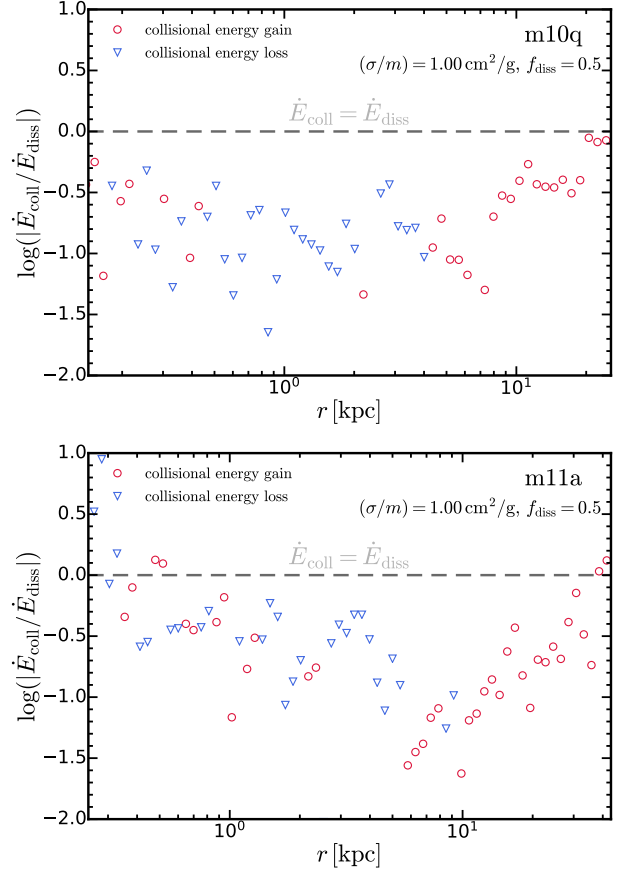 1.0
collisional energy gain
m10q
collisional energy loss
(σ/m) = 1.00 cm²/g, f_diss = 0.5
0.5
Ė_coll = Ė_diss
0.0
−0.5
−1.0
−1.5
−2.0
log(|Ė_coll/Ė_diss|)
10⁰
10¹
r [kpc]
1.0
collisional energy gain
m11a
collisional energy loss
(σ/m) = 1.00 cm²/g, f_diss = 0.5
0.5
Ė_coll = Ė_diss
0.0
−0.5
−1.0
−1.5
−2.0
log(|Ė_coll/Ė_diss|)
10⁰
10¹
r [kpc]